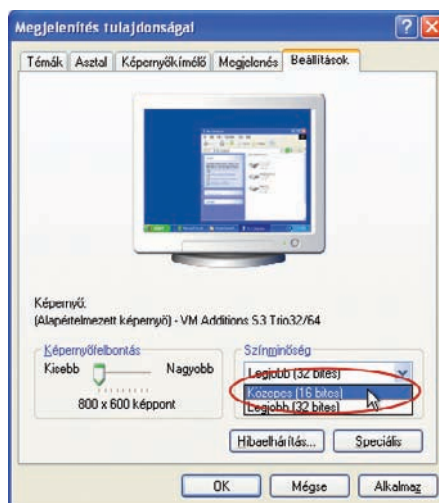 Megjelenítés tulajdonságai
Témák Asztal Képernyőkímélő Megjelenés Beállítások
Képernyő:
(Alapértelmezett képernyő) - VM Additions S3 Trio32/64
Képernyőfelbontás
Kisebb Nagyobb
800 x 600 képpont
Színminőség
Legjobb (32 bites)
Közepes (16 bites)
Legjobb (32 bites)
Hibaelhárítás... Speciális
OK Mégse Alkalmaz